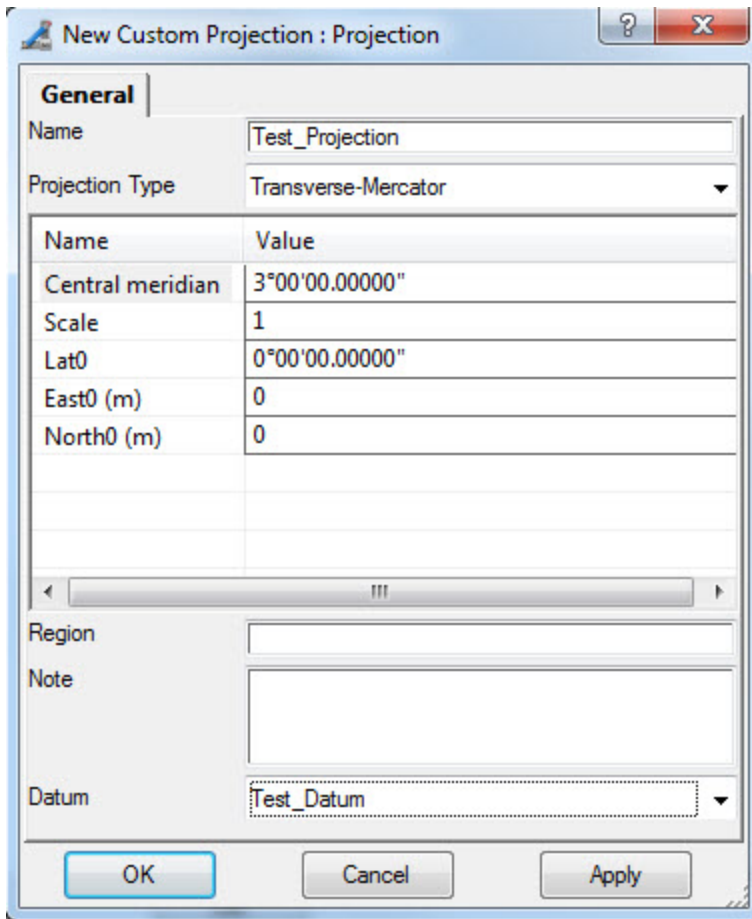 New Custom Projection : Projection
General
Name Test_Projection
Projection Type Transverse-Mercator
Name Value
Central meridian 3°00'00.00000"
Scale 1
Lat0 0°00'00.00000"
East0 (m) 0
North0 (m) 0
Region
Note
Datum Test_Datum
OK Cancel Apply